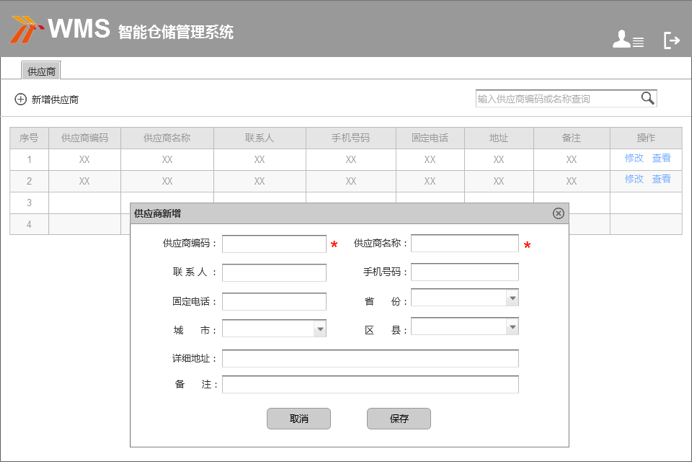 WMS 智能仓储管理系统
供应商
新增供应商
输入供应商编码或名称查询
序号 供应商编码 供应商名称 联系人 手机号码 固定电话 地址 备注 操作
1 XX XX XX XX XX XX XX 修改 查看
2 XX XX XX XX XX XX XX 修改 查看
3
4
供应商新增
供应商编码： * 供应商名称： *
联 系 人 ： 手机号码：
固定电话： 省 份：
城 市： 区 县：
详细地址：
备 注：
取消 保存